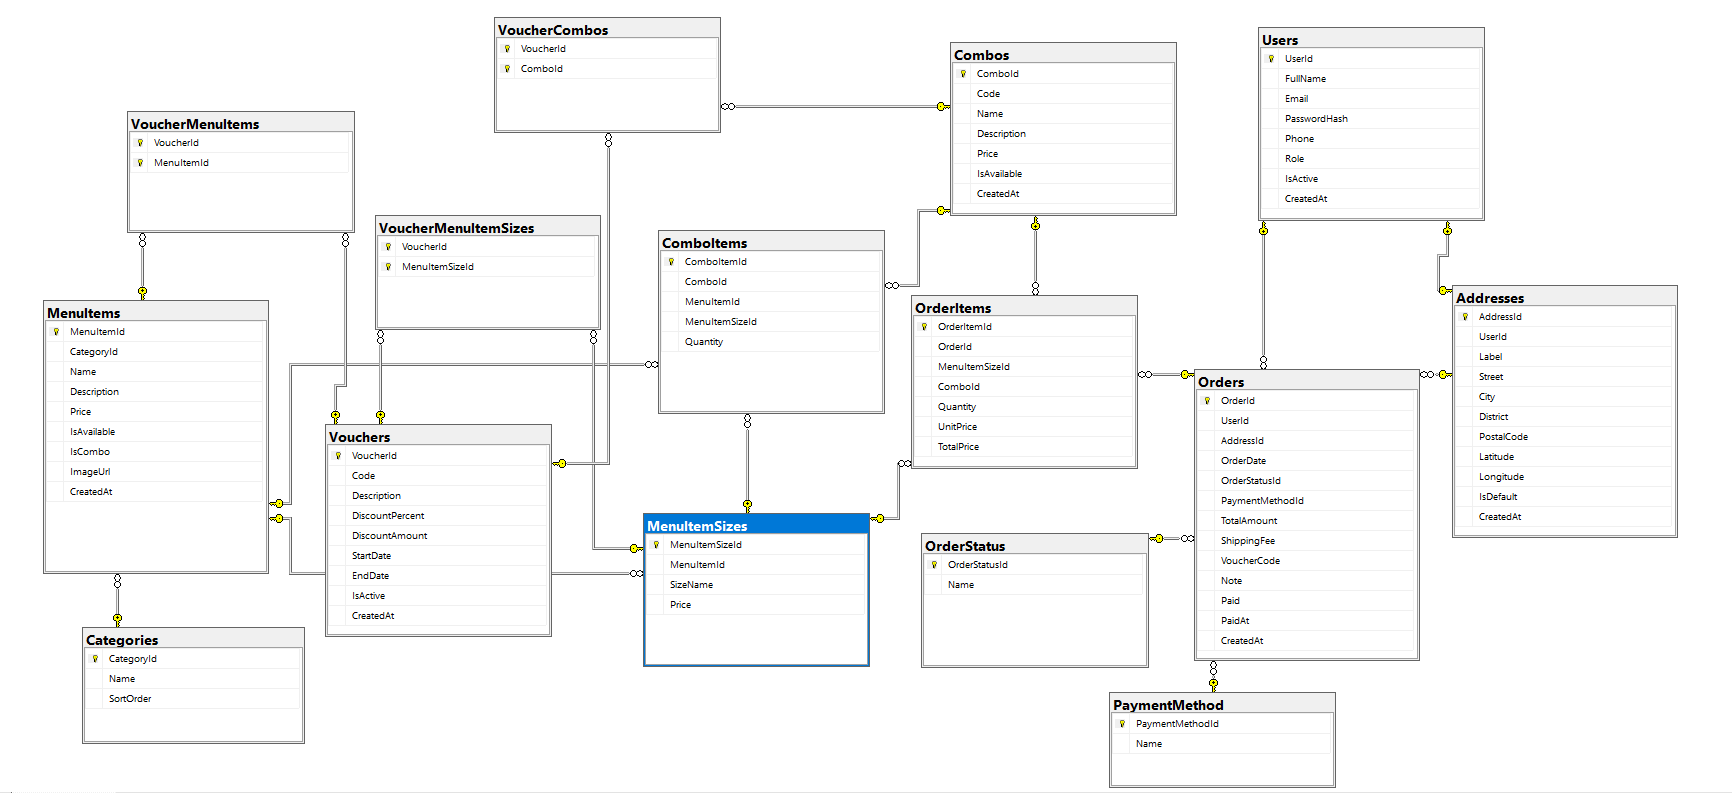 VoucherCombos
VoucherId
ComboId
Combos
ComboId
Code
Name
Description
Price
IsAvailable
CreatedAt
Users
UserId
FullName
Email
PasswordHash
Phone
Role
IsActive
CreatedAt
VoucherMenuItems
VoucherId
MenuItemId
VoucherMenuItemSizes
VoucherId
MenuItemSizeId
ComboItems
ComboItemId
ComboId
MenuItemId
MenuItemSizeId
Quantity
OrderItems
OrderItemId
OrderId
MenuItemSizeId
ComboId
Quantity
UnitPrice
TotalPrice
Addresses
AddressId
UserId
Label
Street
City
District
PostalCode
Latitude
Longitude
IsDefault
CreatedAt
MenuItems
MenuItemId
CategoryId
Name
Description
Price
IsAvailable
IsCombo
ImageUrl
CreatedAt
Vouchers
VoucherId
Code
Description
DiscountPercent
DiscountAmount
StartDate
EndDate
IsActive
CreatedAt
MenuItemSizes
MenuItemSizeId
MenuItemId
SizeName
Price
OrderStatus
OrderStatusId
Name
Orders
OrderId
UserId
AddressId
OrderDate
OrderStatusId
PaymentMethodId
TotalAmount
ShippingFee
VoucherCode
Note
Paid
PaidAt
CreatedAt
Categories
CategoryId
Name
SortOrder
PaymentMethod
PaymentMethodId
Name